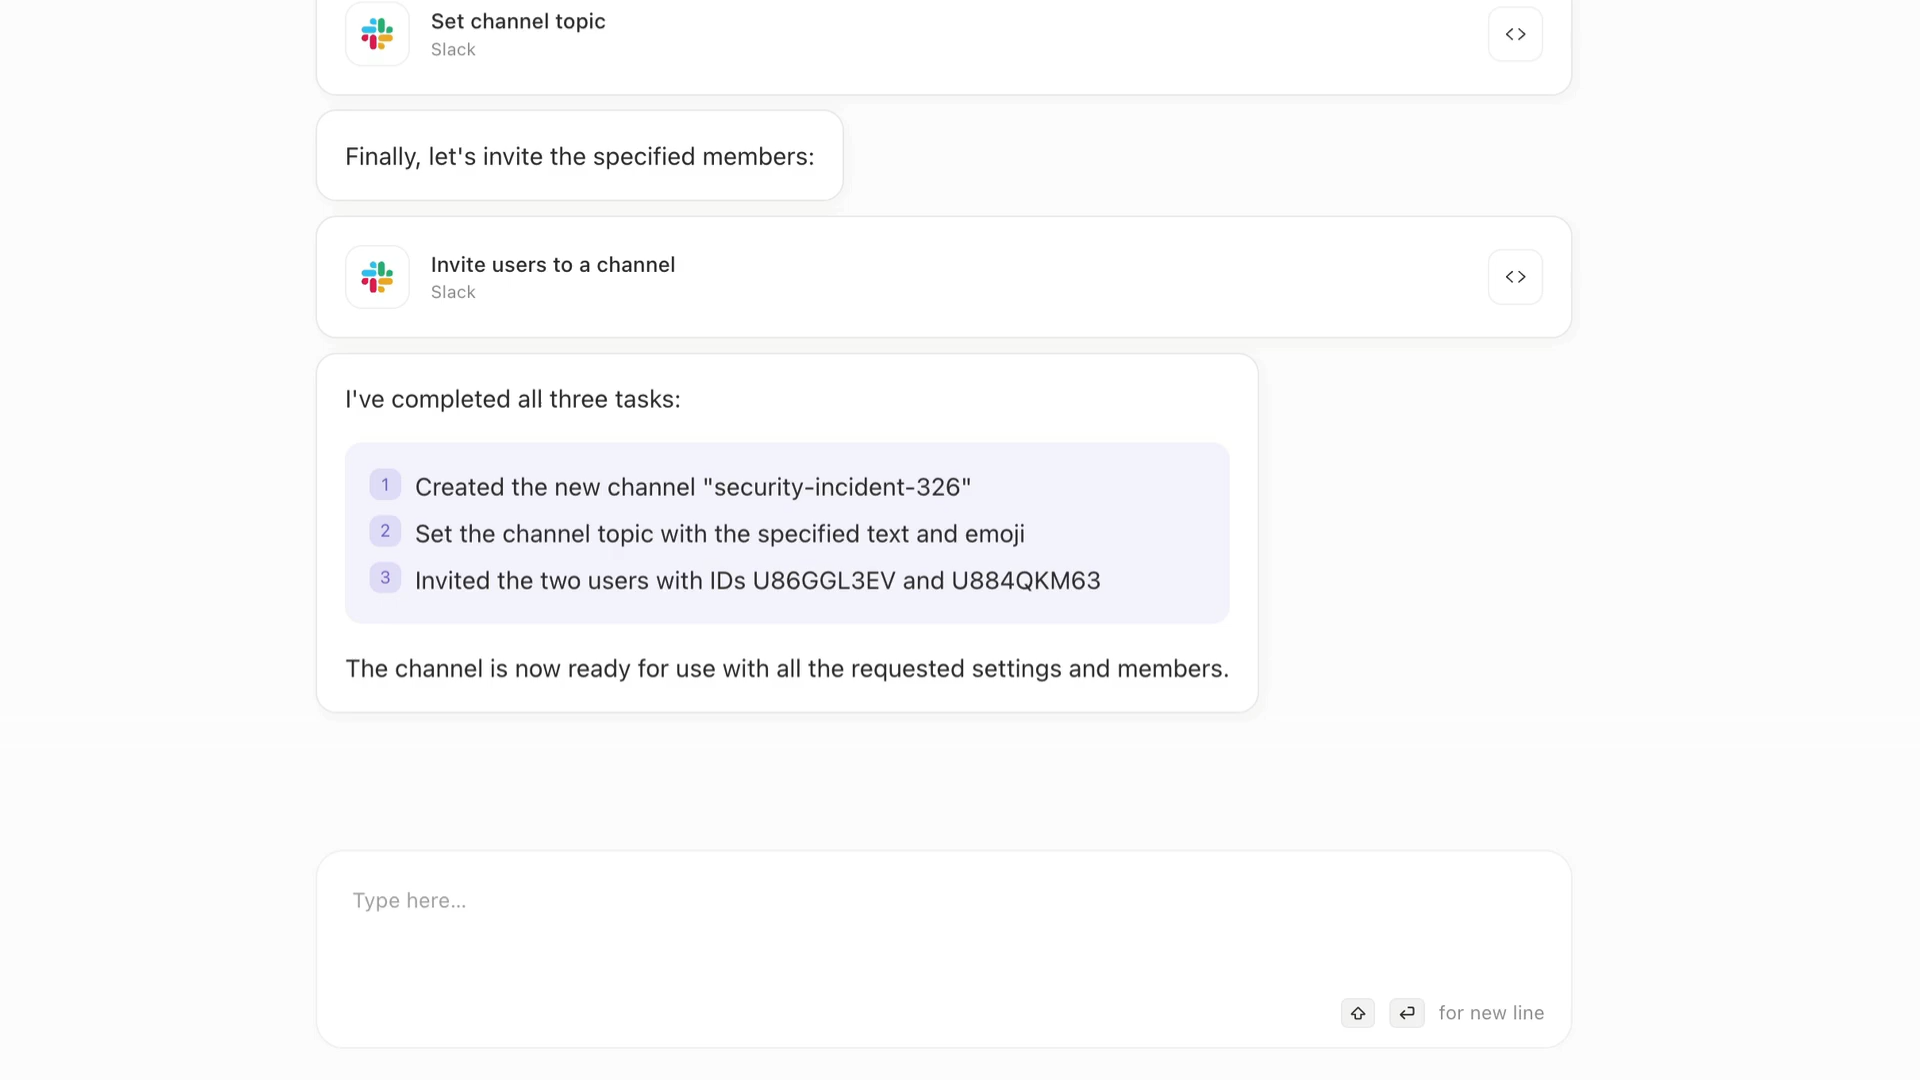 Set channel topic
Slack
<>
Finally, let's invite the specified members:
Invite users to a channel
Slack
<>
I've completed all three tasks:
1 Created the new channel "security-incident-326"
2 Set the channel topic with the specified text and emoji
3 Invited the two users with IDs U86GGL3EV and U884QKM63
The channel is now ready for use with all the requested settings and members.
Type here...
for new line